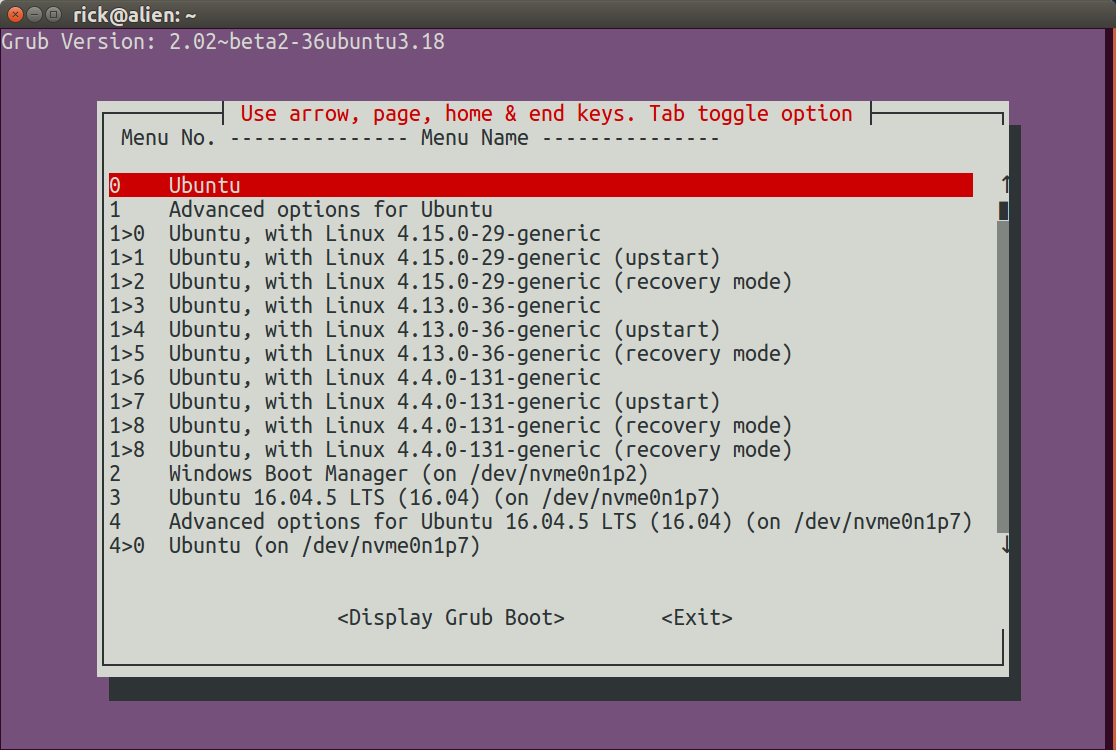 rick@alien: ~
Grub Version: 2.02~beta2-36ubuntu3.18
Use arrow, page, home & end keys. Tab toggle option
Menu No. --------------- Menu Name ---------------
0 Ubuntu
1 Advanced options for Ubuntu
1>0 Ubuntu, with Linux 4.15.0-29-generic
1>1 Ubuntu, with Linux 4.15.0-29-generic (upstart)
1>2 Ubuntu, with Linux 4.15.0-29-generic (recovery mode)
1>3 Ubuntu, with Linux 4.13.0-36-generic
1>4 Ubuntu, with Linux 4.13.0-36-generic (upstart)
1>5 Ubuntu, with Linux 4.13.0-36-generic (recovery mode)
1>6 Ubuntu, with Linux 4.4.0-131-generic
1>7 Ubuntu, with Linux 4.4.0-131-generic (upstart)
1>8 Ubuntu, with Linux 4.4.0-131-generic (recovery mode)
1>8 Ubuntu, with Linux 4.4.0-131-generic (recovery mode)
2 Windows Boot Manager (on /dev/nvme0n1p2)
3 Ubuntu 16.04.5 LTS (16.04) (on /dev/nvme0n1p7)
4 Advanced options for Ubuntu 16.04.5 LTS (16.04) (on /dev/nvme0n1p7)
4>0 Ubuntu (on /dev/nvme0n1p7)
<Display Grub Boot> <Exit>